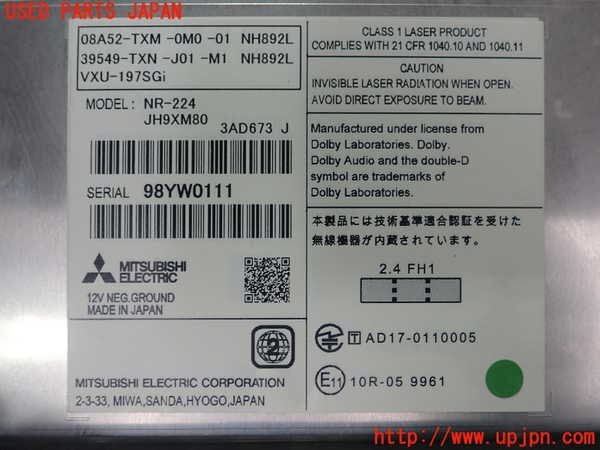 USED PARTS JAPAN
08A52-TXM -0M0 -01 NH892L
39549-TXN -J01 -M1 NH892L
VXU-197SGi
MODEL: NR-224
JH9XM80
3AD673 J
SERIAL 98YW0111
MITSUBISHI
ELECTRIC
12V NEG.GROUND
MADE IN JAPAN
2
MITSUBISHI ELECTRIC CORPORATION
2-3-33, MIWA,SANDA,HYOGO,JAPAN
CLASS 1 LASER PRODUCT
COMPLIES WITH 21 CFR 1040.10 AND 1040.11
CAUTION
INVISIBLE LASER RADIATION WHEN OPEN.
AVOID DIRECT EXPOSURE TO BEAM.
Manufactured under license from
Dolby Laboratories. Dolby,
Dolby Audio and the double-D
symbol are trademarks of
Dolby Laboratories.
本製品には技術基準適合認証を受けた
無線機器が内蔵されています。
2.4 FH1
T AD17-0110005
E11 10R-05 9961
http://www.upjpn.com